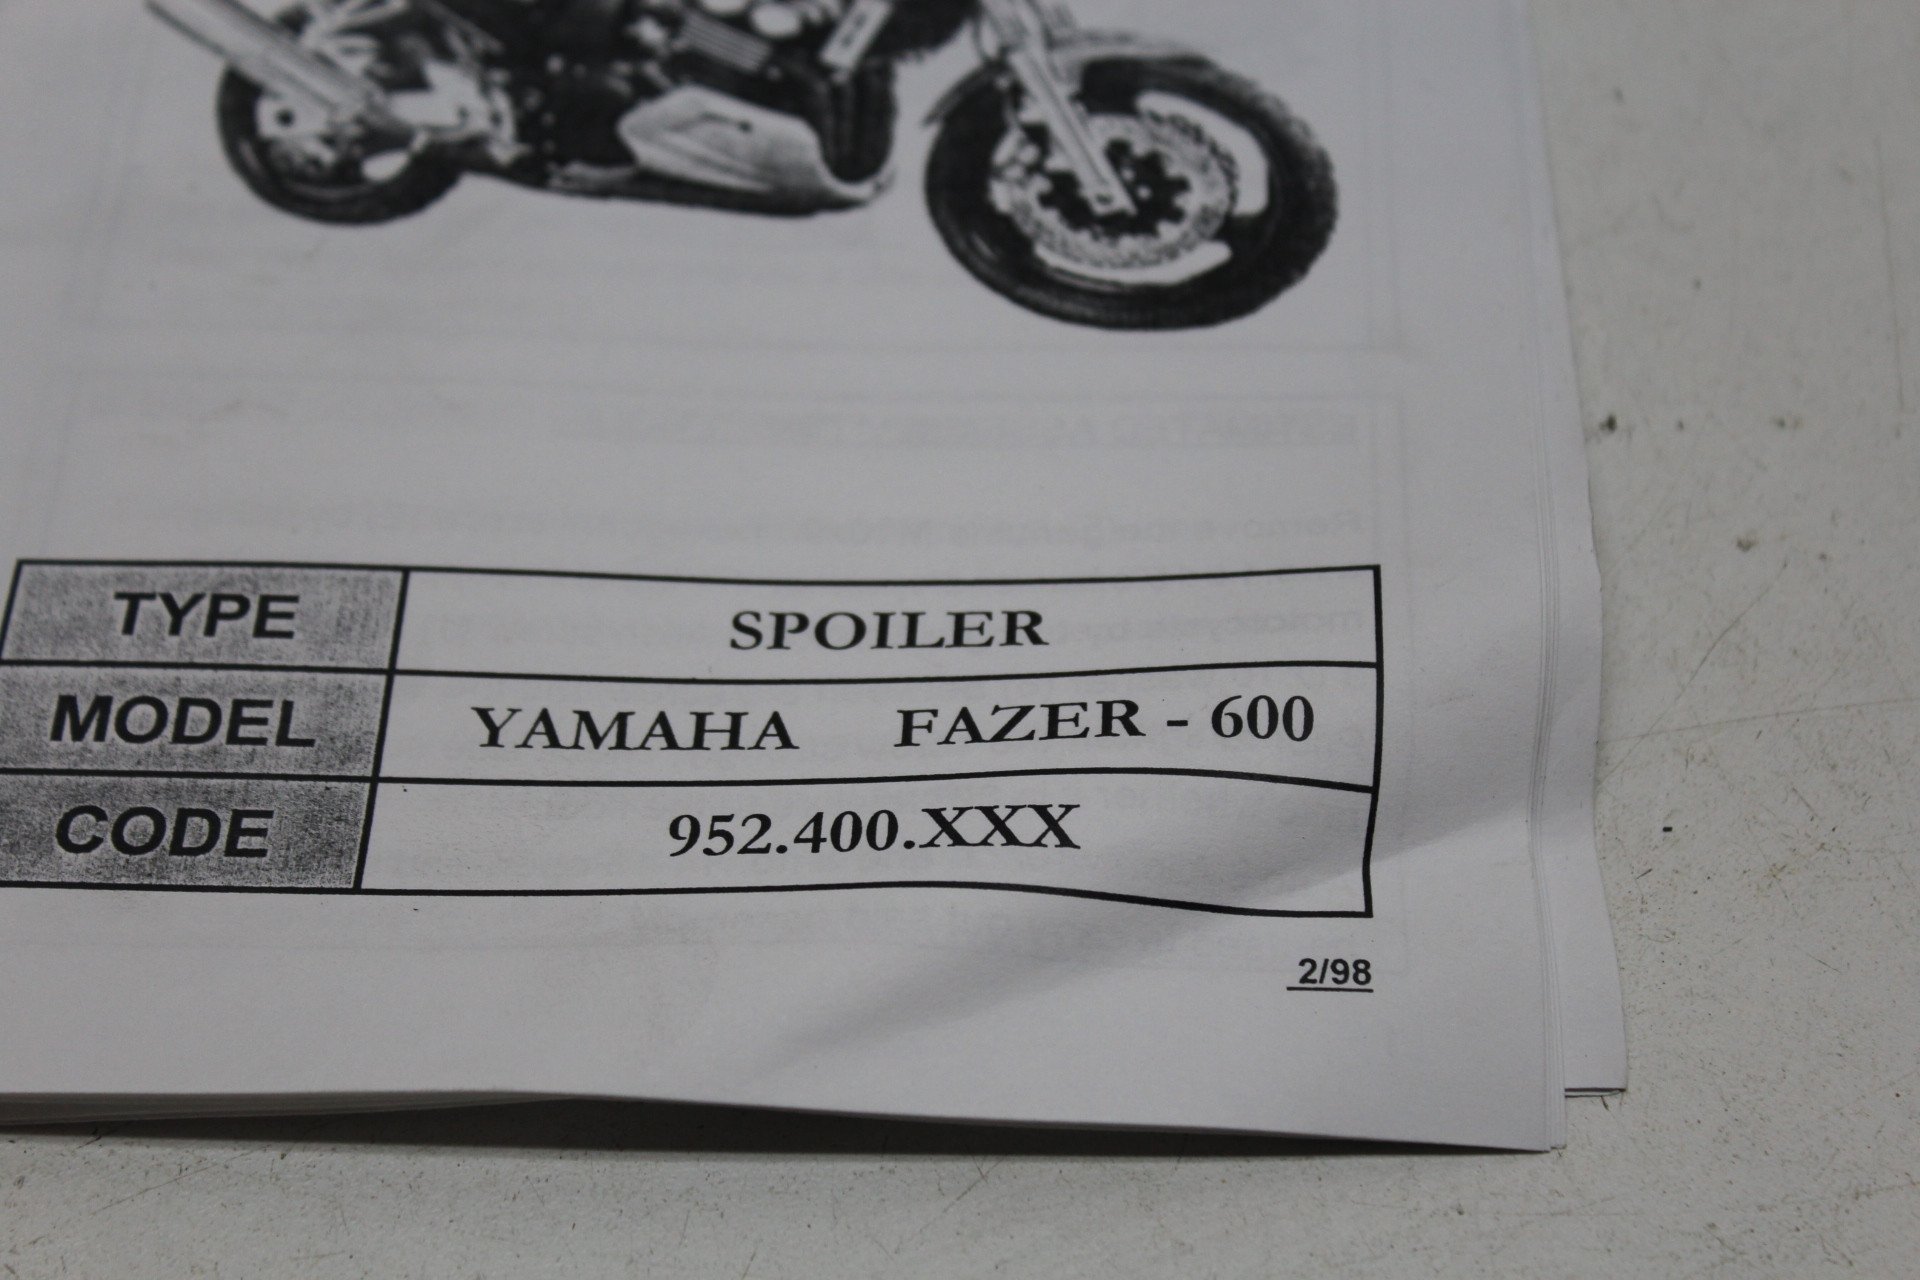 TYPE SPOILER
MODEL YAMAHA FAZER - 600
CODE 952.400.XXX
2/98